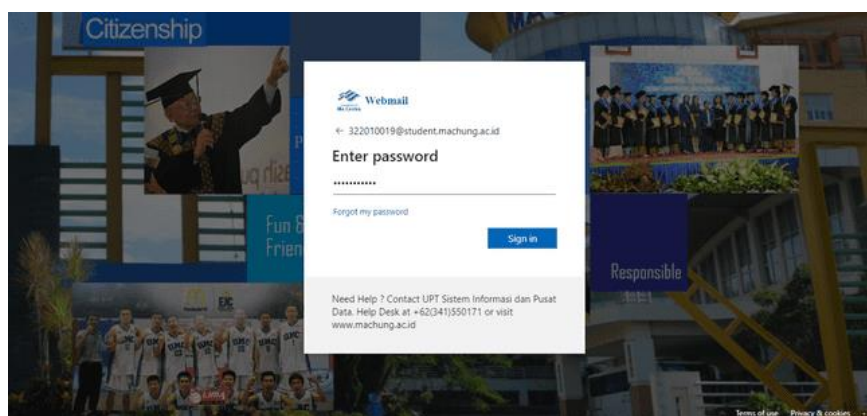 Citizenship
Webmail
Ma Chung
← 322010019@student.machung.ac.id
Enter password
Forgot my password
Sign in
Fun &
Frien
Responsible
Need Help ? Contact UPT Sistem Informasi dan Pusat
Data. Help Desk at +62(341)550171 or visit
www.machung.ac.id
Terms of use Privacy & cookies